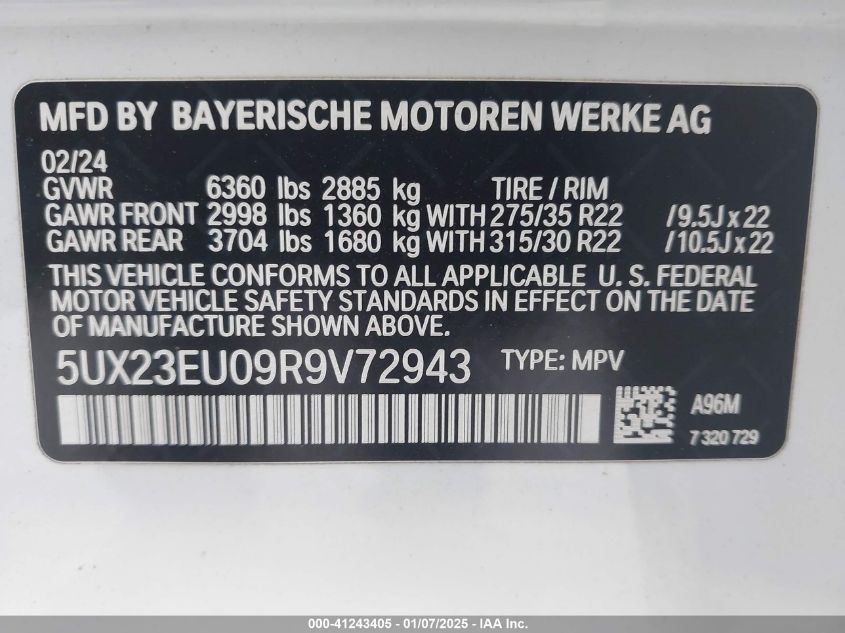 MFD BY BAYERISCHE MOTOREN WERKE AG
02/24
GVWR 6360 lbs 2885 kg TIRE / RIM
GAWR FRONT 2998 lbs 1360 kg WITH 275/35 R22 /9.5J x 22
GAWR REAR 3704 lbs 1680 kg WITH 315/30 R22 /10.5J x 22
THIS VEHICLE CONFORMS TO ALL APPLICABLE U. S. FEDERAL
MOTOR VEHICLE SAFETY STANDARDS IN EFFECT ON THE DATE
OF MANUFACTURE SHOWN ABOVE.
5UX23EU09R9V72943 TYPE: MPV
A96M
7 320 729
000-41243405 - 01/07/2025 - IAA Inc.